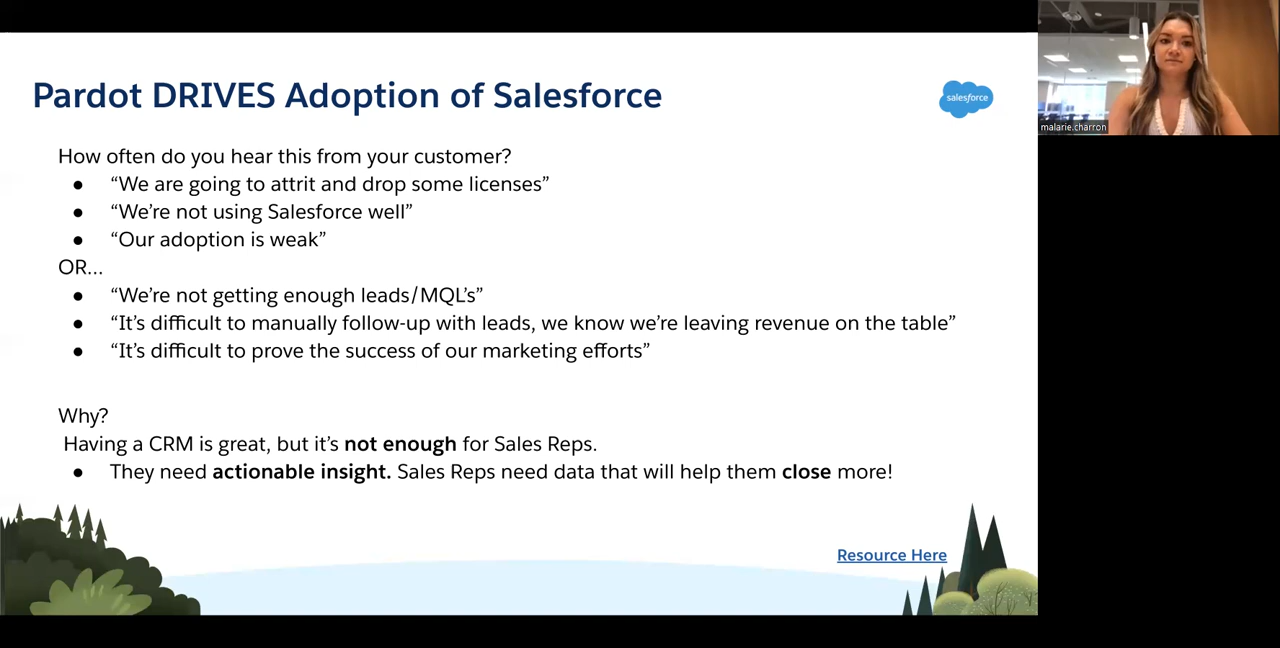 Pardot DRIVES Adoption of Salesforce
salesforce
malarie.charron
How often do you hear this from your customer?
● “We are going to attrit and drop some licenses”
● “We’re not using Salesforce well”
● “Our adoption is weak”
OR...
● “We’re not getting enough leads/MQL’s”
● “It’s difficult to manually follow-up with leads, we know we’re leaving revenue on the table”
● “It’s difficult to prove the success of our marketing efforts”
Why?
Having a CRM is great, but it’s not enough for Sales Reps.
● They need actionable insight. Sales Reps need data that will help them close more!
Resource Here